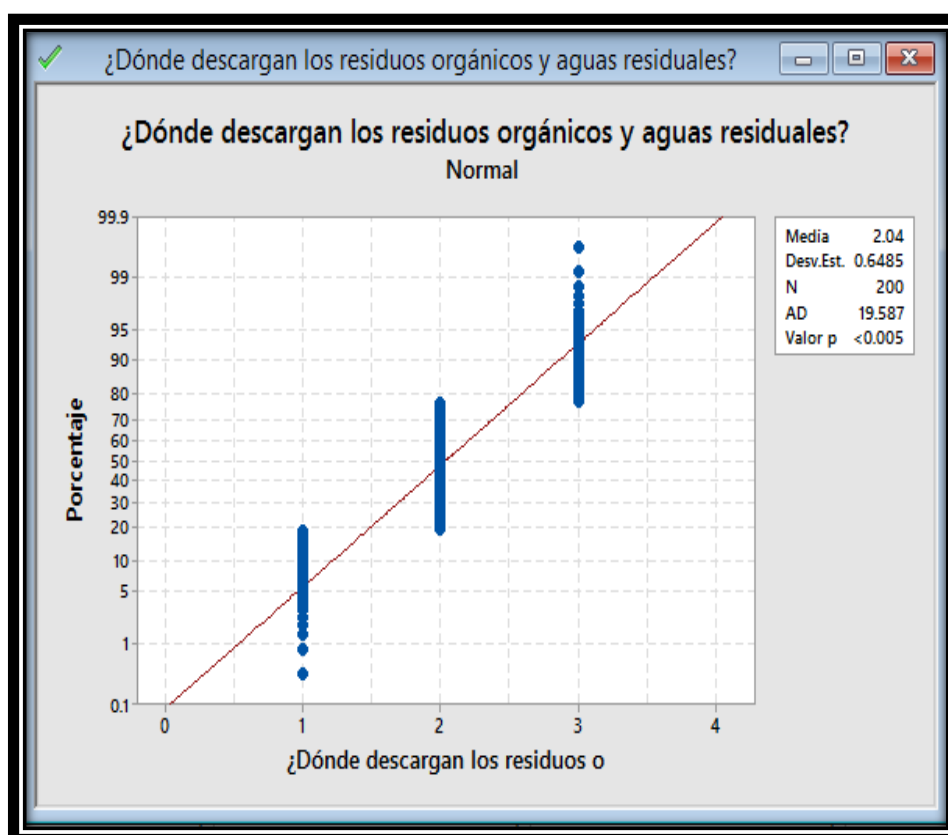 ¿Dónde descargan los residuos orgánicos y aguas residuales?
¿Dónde descargan los residuos orgánicos y aguas residuales?
Normal
99.9
99
95
90
80
70
60
50
40
30
20
10
5
1
0.1
Porcentaje
0 1 2 3 4
¿Dónde descargan los residuos o
Media 2.04
Desv.Est. 0.6485
N 200
AD 19.587
Valor p <0.005